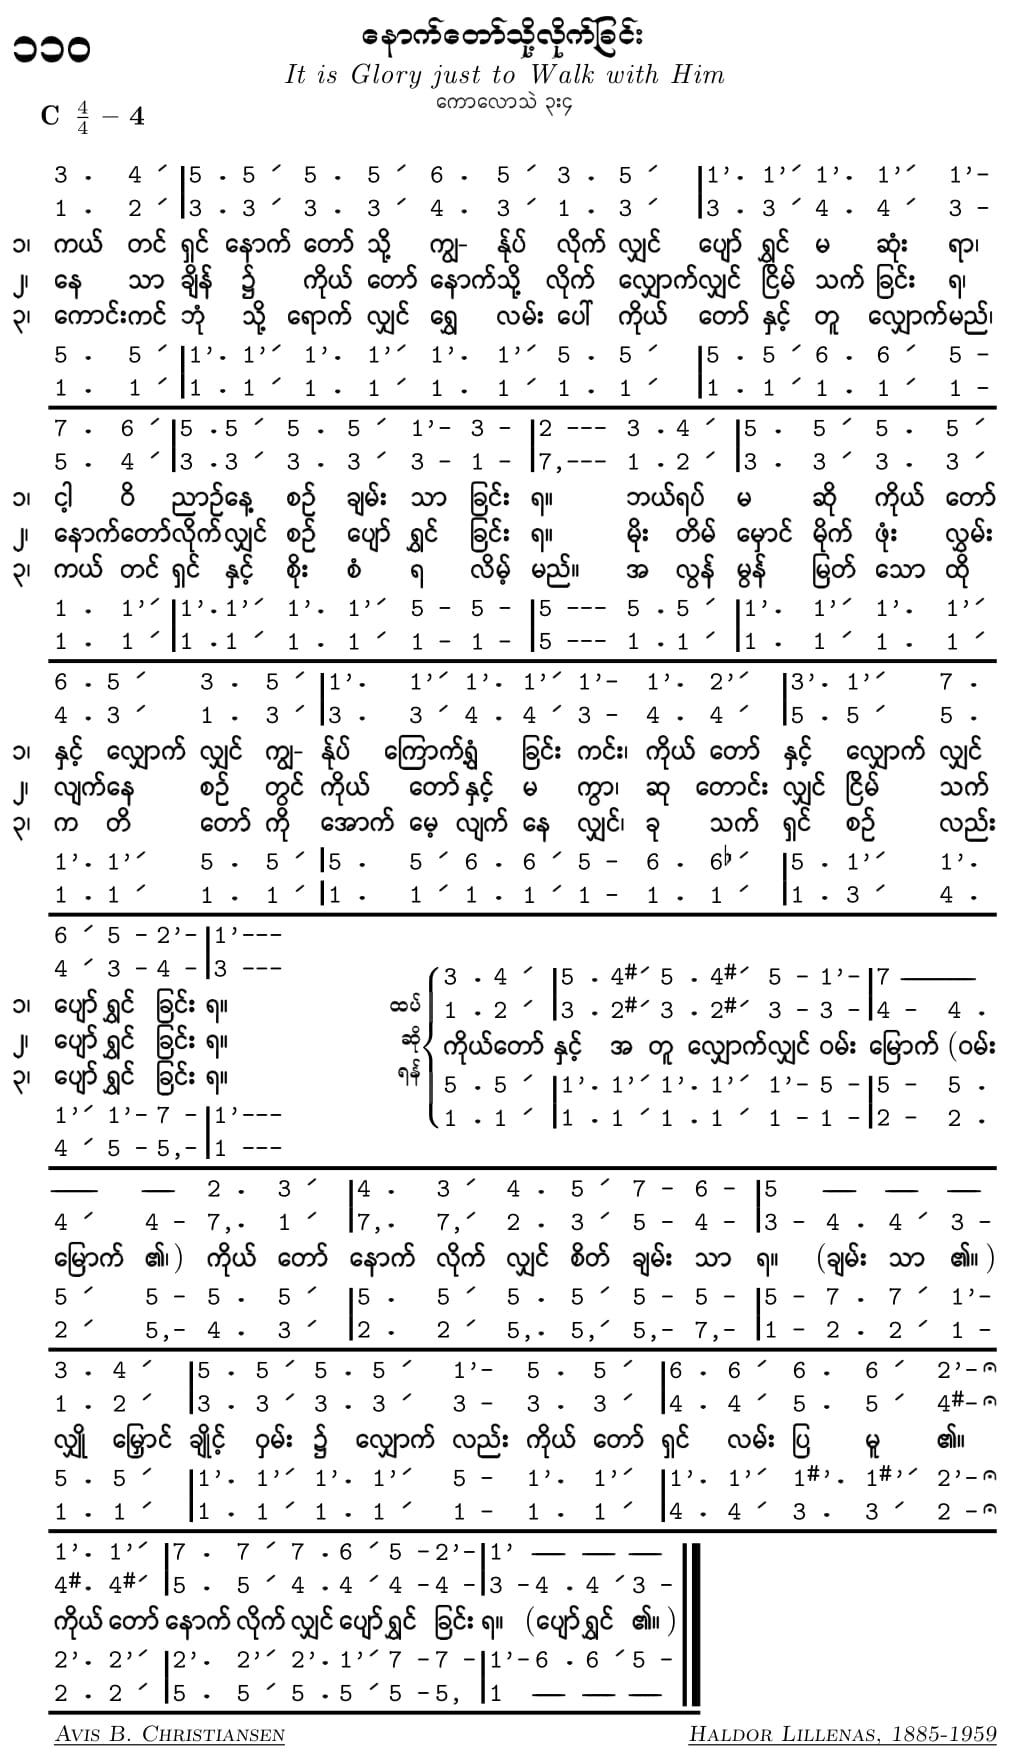 ၁၁၀
နောက်တော်သို့လိုက်ခြင်း
It is Glory just to Walk with Him
ကောလောသဲ ၃း၄
C 4/4 – 4
3 . 4 ´ |5 . 5 ´ 5 . 5 ´ 6 . 5 ´ 3 . 5 ´ |1’. 1’´ 1’. 1’´ 1’-
1 . 2 ´ |3 . 3 ´ 3 . 3 ´ 4 . 3 ´ 1 . 3 ´ |3 . 3 ´ 4 . 4 ´ 3 -
၁၊ ကယ် တင် ရှင် နောက် တော် သို့ ကျွ- န်ုပ် လိုက် လျှင် ပျော် ရွှင် မ ဆုံး ရာ၊
၂၊ နေ သာ ချိန် ၌ ကိုယ် တော် နောက်သို့ လိုက် လျှောက်လျှင် ငြိမ် သက် ခြင်း ရ၊
၃၊ ကောင်းကင် ဘုံ သို့ ရောက် လျှင် ရွှေ လမ်း ပေါ် ကိုယ် တော် နှင့် တူ လျှောက်မည်၊
5 . 5 ´ |1’. 1’´ 1’. 1’´ 1’. 1’´ 5 . 5 ´ |5 . 5 ´ 6 . 6 ´ 5 -
1 . 1 ´ |1 . 1 ´ 1 . 1 ´ 1 . 1 ´ 1 . 1 ´ |1 . 1 ´ 1 . 1 ´ 1 -
7 . 6 ´ |5 .5 ´ 5 . 5 ´ 1’- 3 - |2 --- 3 .4 ´ |5 . 5 ´ 5 . 5 ´
5 . 4 ´ |3 .3 ´ 3 . 3 ´ 3 - 1 - |7,--- 1 .2 ´ |3 . 3 ´ 3 . 3 ´
၁၊ ငါ့ ဝိ ညာဉ်နေ့ စဉ် ချမ်း သာ ခြင်း ရ။ ဘယ်ရပ် မ ဆို ကိုယ် တော်
၂၊ နောက်တော်လိုက်လျှင် စဉ် ပျော် ရွှင် ခြင်း ရ။ မိုး တိမ် မှောင် မိုက် ဖုံး လွှမ်း
၃၊ ကယ် တင် ရှင် နှင့် စိုး စံ ရ လိမ့် မည်။ အ လွန် မွန် မြတ် သော ထို
1 . 1’´ |1’.1’´ 1’. 1’´ 5 - 5 - |5 --- 5 .5 ´ |1’. 1’´ 1’. 1’´
1 . 1 ´ |1 .1 ´ 1 . 1 ´ 1 - 1 - |5 --- 1 .1 ´ |1 . 1 ´ 1 . 1 ´
6 . 5 ´ 3 . 5 ´ |1’. 1’´ 1’. 1’´ 1’- 1’. 2’´ |3’. 1’´ 7 .
4 . 3 ´ 1 . 3 ´ |3 . 3 ´ 4 . 4 ´ 3 - 4 . 4 ´ |5 . 5 ´ 5 .
၁၊ နှင့် လျှောက် လျှင် ကျွ- န်ုပ် ကြောက်ရွှံ့ ခြင်း ကင်း၊ ကိုယ် တော် နှင့် လျှောက် လျှင်
၂၊ လျက်နေ စဉ် တွင် ကိုယ် တော် နှင့် မ ကွာ၊ ဆု တောင်း လျှင် ငြိမ် သက်
၃၊ က တိ တော် ကို အောက် မေ့ လျက် နေ လျှင်၊ ခု သက် ရှင် စဉ် လည်း
1’. 1’´ 5 . 5 ´ |5 . 5 ´ 6 . 6 ´ 5 - 6 . 6♭´ |5 . 1’´ 1’.
1 . 1 ´ 1 . 1 ´ |1 . 1 ´ 1 . 1 ´ 1 - 1 . 1 ´ |1 . 3 ´ 4 .
6 ´ 5 - 2’- |1’---
4 ´ 3 - 4 - |3 ---
၁၊ ပျော် ရွှင် ခြင်း ရ။
၂၊ ပျော် ရွှင် ခြင်း ရ။
၃၊ ပျော် ရွှင် ခြင်း ရ။
1’´ 1’- 7 - |1’---
4 ´ 5 - 5,- |1 ---
ထပ်
ဆို
ရန်
3 . 4 ´ |5 . 4#´ 5 . 4#´ 5 - 1’- |7 ——
1 . 2 ´ |3 . 2#´ 3 . 2#´ 3 - 3 - |4 - 4 .
ကိုယ်တော် နှင့် အ တူ လျှောက်လျှင် ဝမ်း မြောက် (ဝမ်း
5 . 5 ´ |1’. 1’´ 1’. 1’´ 1’- 5 - |5 - 5 .
1 . 1 ´ |1 . 1 ´ 1 . 1 ´ 1 - 1 - |2 - 2 .
— — 2 . 3 ´ |4 . 3 ´ 4 . 5 ´ 7 - 6 - |5 — — —
4 ´ 4 - 7,. 1 ´ |7,. 7,´ 2 . 3 ´ 5 - 4 - |3 - 4 . 4 ´ 3 -
မြောက် ၏၊) ကိုယ် တော် နောက် လိုက် လျှင် စိတ် ချမ်း သာ ရ။ (ချမ်း သာ ၏။)
5 ´ 5 - 5 . 5 ´ |5 . 5 ´ 5 . 5 ´ 5 - 5 - |5 - 7 . 7 ´ 1’-
2 ´ 5,- 4 . 3 ´ |2 . 2 ´ 5,. 5,´ 5,- 7,- |1 - 2 . 2 ´ 1 -
3 . 4 ´ |5 . 5 ´ 5 . 5 ´ 1’- 5 . 5 ´ |6 . 6 ´ 6 . 6 ´ 2’-𝄐
1 . 2 ´ |3 . 3 ´ 3 . 3 ´ 3 - 3 . 3 ´ |4 . 4 ´ 5 . 5 ´ 4#-𝄐
လျှို မြှောင် ချိုင့် ဝှမ်း ၌ လျှောက် လည်း ကိုယ် တော် ရှင် လမ်း ပြ မူ ၏။
5 . 5 ´ |1’. 1’´ 1’. 1’´ 5 - 1’. 1’´ |1’. 1’´ 1#’. 1#’´ 2’-𝄐
1 . 1 ´ |1 . 1 ´ 1 . 1 ´ 1 - 1 . 1 ´ |4 . 4 ´ 3 . 3 ´ 2 -𝄐
1’. 1’´ |7 . 7 ´ 7 .6 ´ 5 -2’-|1’ — — —
4#. 4#´ |5 . 5 ´ 4 .4 ´ 4 -4 -|3 -4 .4 ´ 3 -
ကိုယ် တော် နောက် လိုက် လျှင် ပျော်ရွှင် ခြင်း ရ။ (ပျော်ရွှင် ၏။)
2’. 2’´ |2’. 2’´ 2’.1’´ 7 -7 -|1’-6 .6 ´ 5 -
2 . 2 ´ |5 . 5 ´ 5 .5 ´ 5 -5, |1 — — —
AVIS B. CHRISTIANSEN
HALDOR LILLENAS, 1885-1959